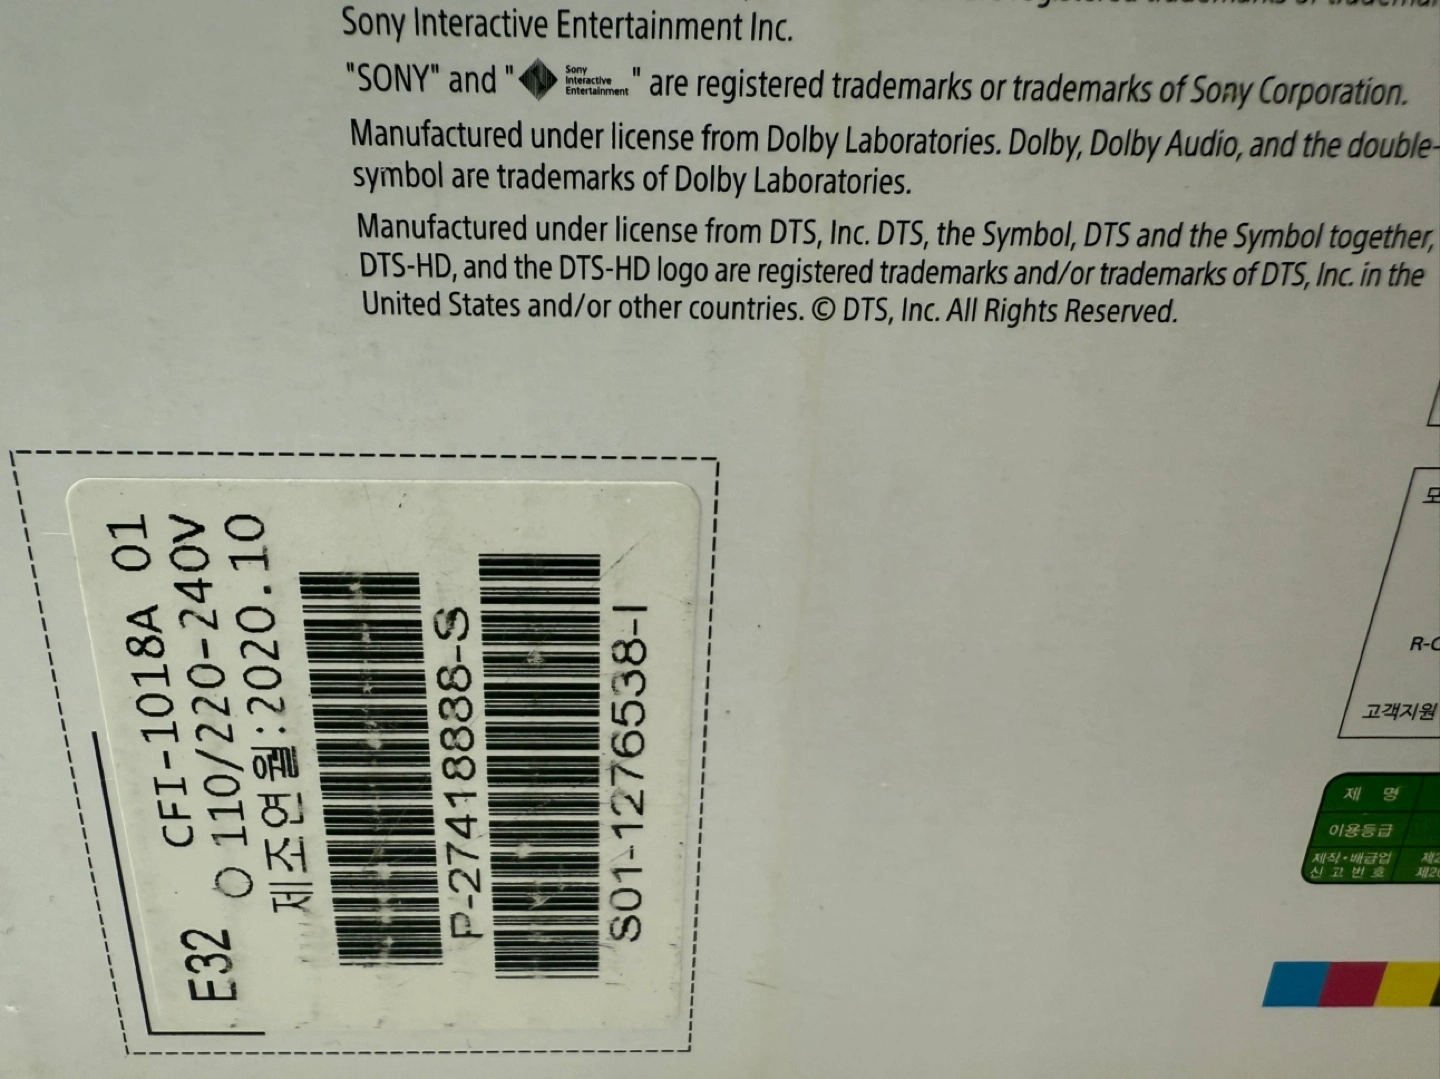 Sony Interactive Entertainment Inc.
"SONY" and " Sony Interactive Entertainment " are registered trademarks or trademarks of Sony Corporation.
Manufactured under license from Dolby Laboratories. Dolby, Dolby Audio, and the double-
symbol are trademarks of Dolby Laboratories.
Manufactured under license from DTS, Inc. DTS, the Symbol, DTS and the Symbol together,
DTS-HD, and the DTS-HD logo are registered trademarks and/or trademarks of DTS, Inc. in the
United States and/or other countries. © DTS, Inc. All Rights Reserved.
E32 CFI-1018A 01
O 110/220-240V
제조연월:2020.10
P-27418888-S
S01-1276538-I
고객지원
제 명
이용등급
제작·배급업
신고번호